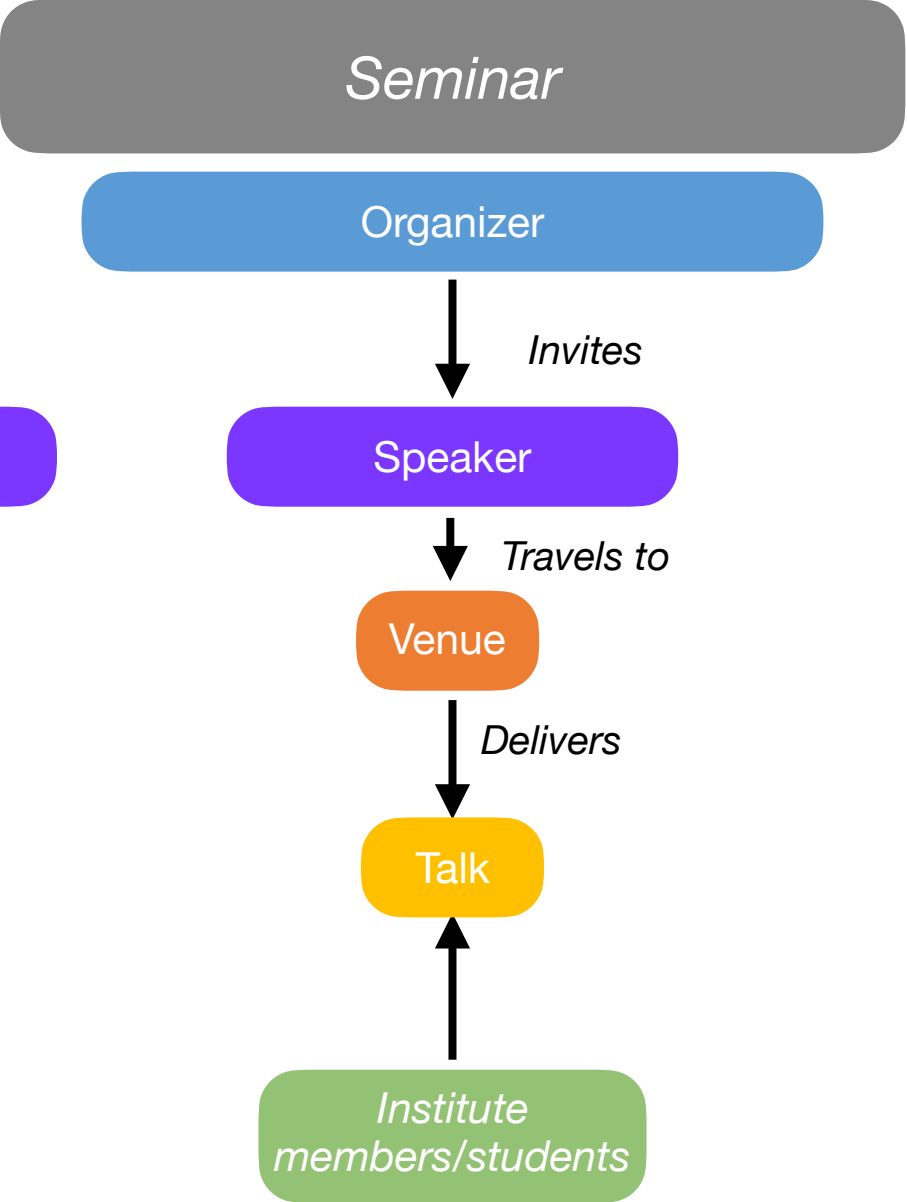 Seminar
Organizer
Invites
Speaker
Travels to
Venue
Delivers
Talk
Institute
members/students